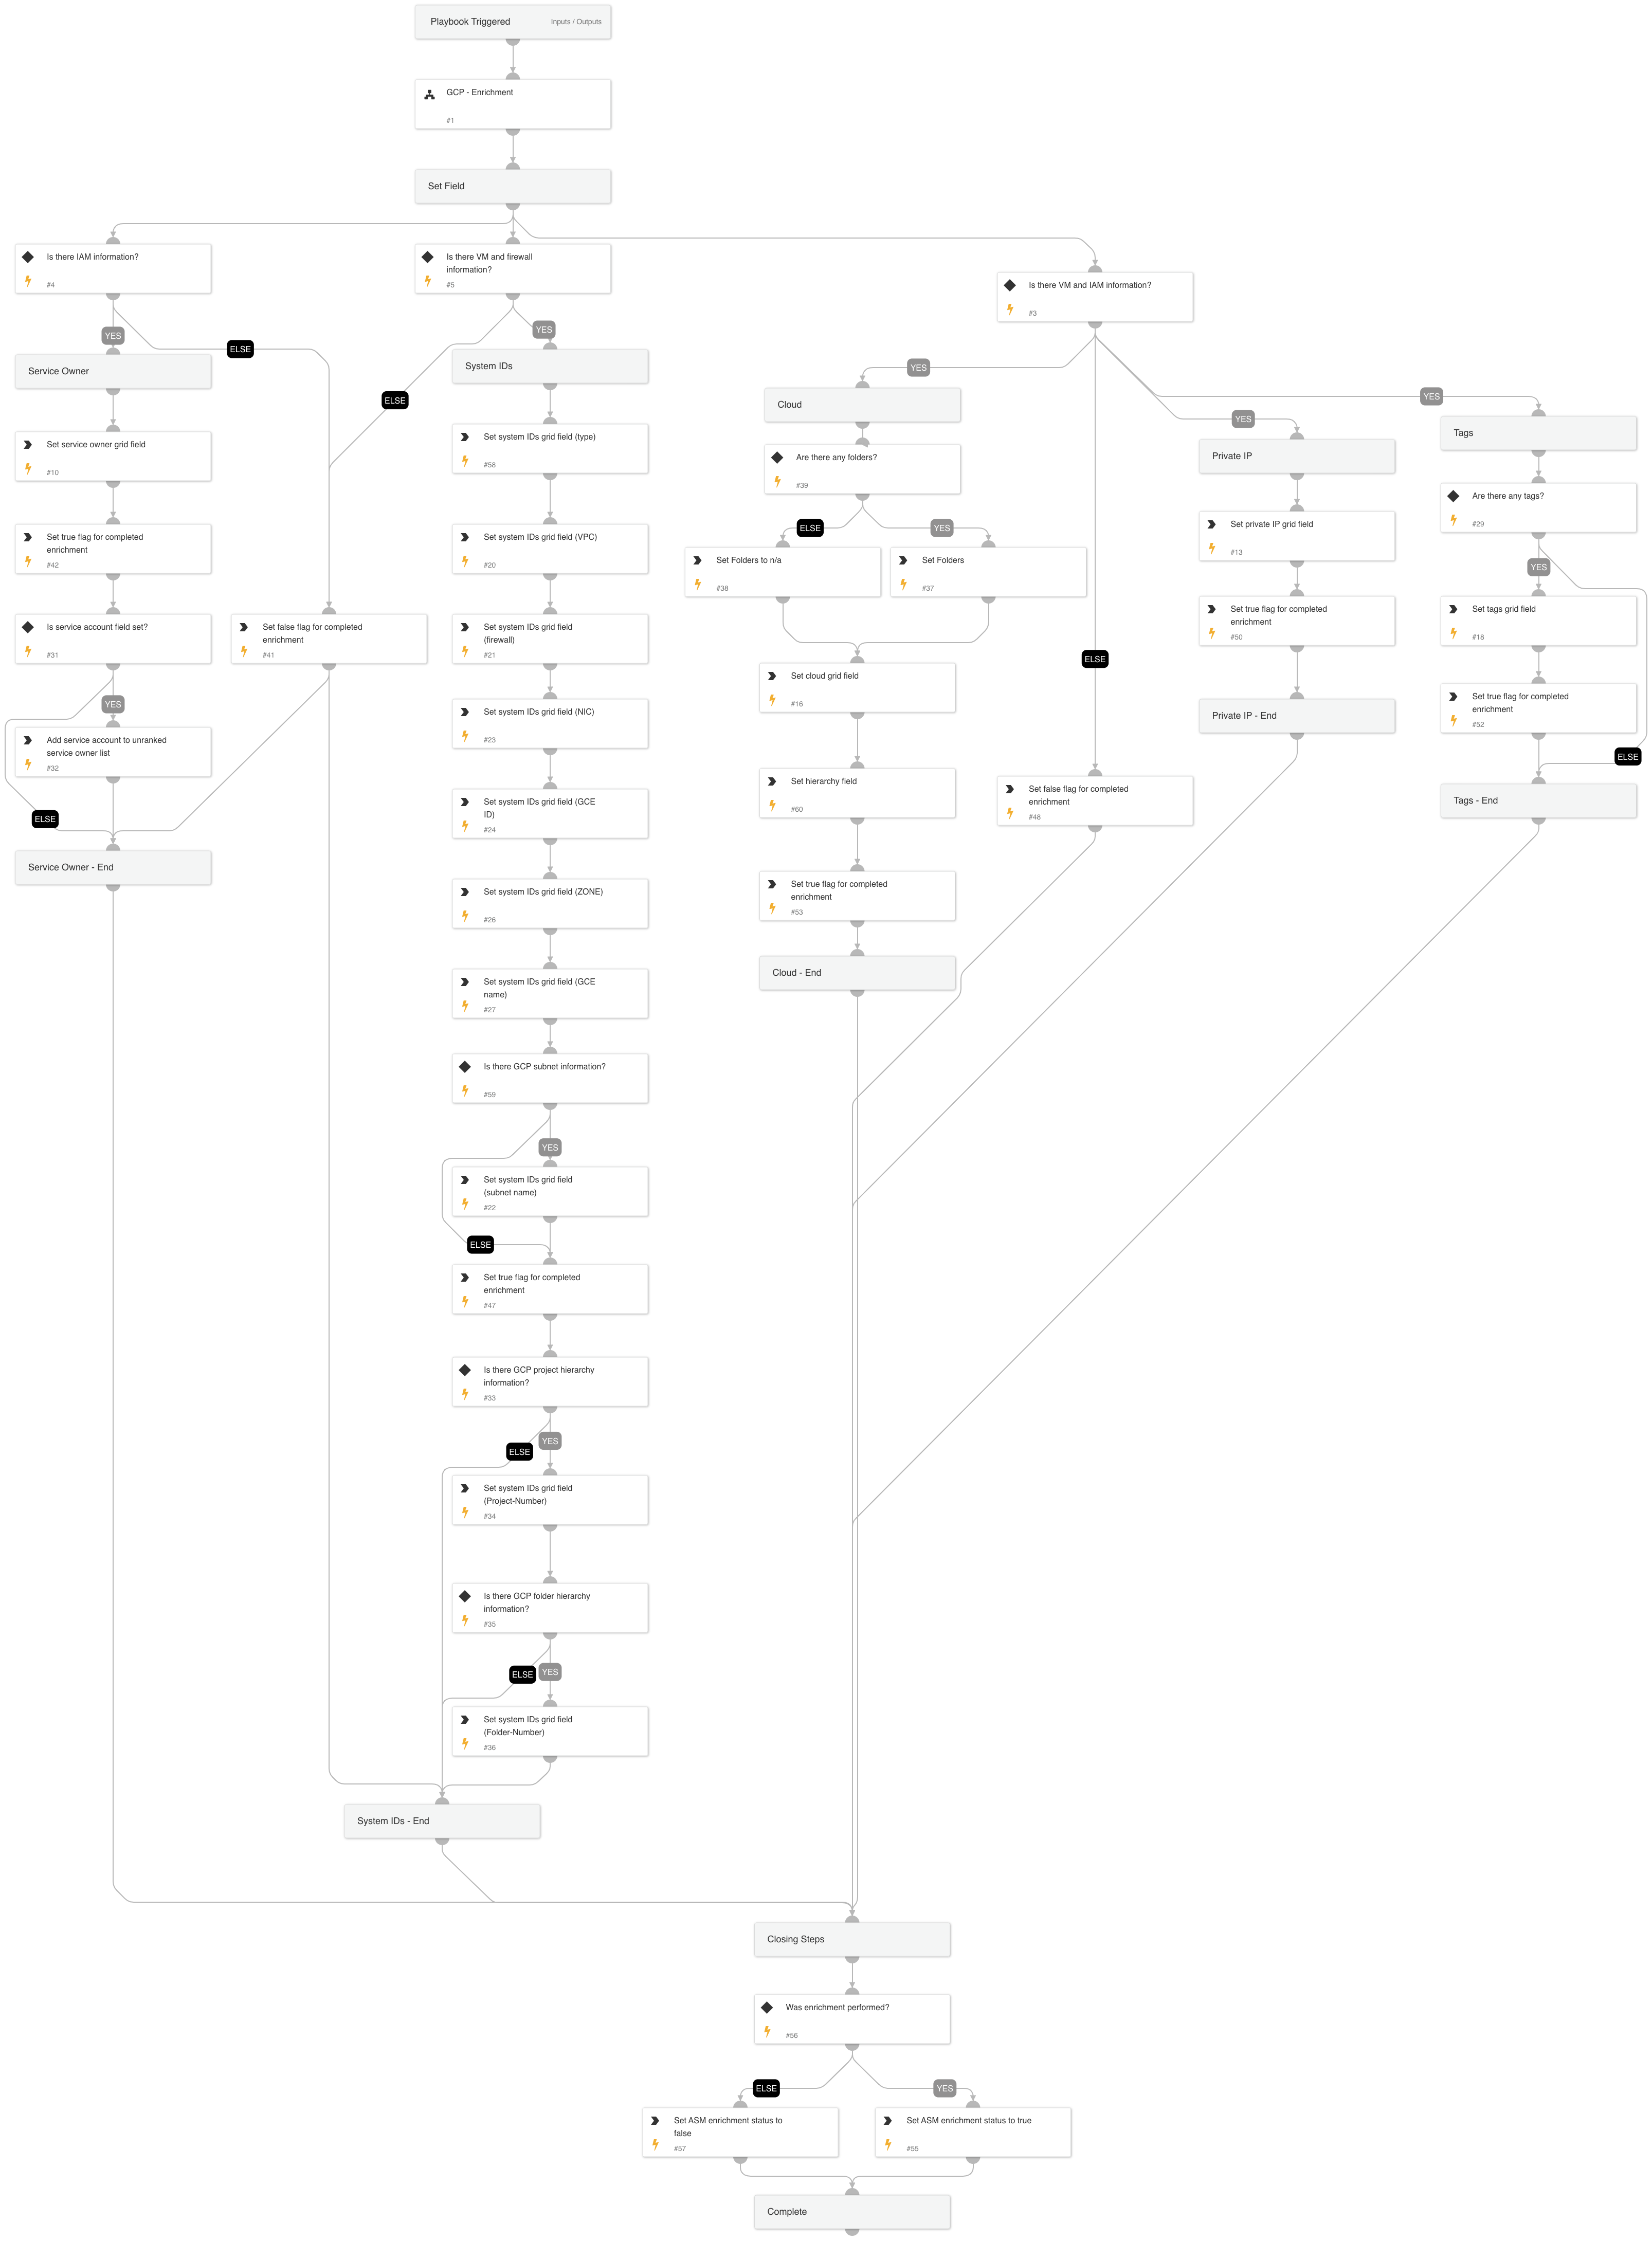 Playbook Triggered
Inputs / Outputs
GCP - Enrichment
#1
Set Field
Is there IAM information?
#4
Is there VM and firewall
information?
#5
Is there VM and IAM information?
#3
YES
ELSE
Service Owner
Set service owner grid field
#10
Set true flag for completed
enrichment
#42
Is service account field set?
#31
YES
Add service account to unranked
service owner list
#32
ELSE
Service Owner - End
Set false flag for completed
enrichment
#41
ELSE
YES
System IDs
Set system IDs grid field (type)
#58
Set system IDs grid field (VPC)
#20
Set system IDs grid field
(firewall)
#21
Set system IDs grid field (NIC)
#23
Set system IDs grid field (GCE
ID)
#24
Set system IDs grid field (ZONE)
#26
Set system IDs grid field (GCE
name)
#27
Is there GCP subnet information?
#59
YES
Set system IDs grid field
(subnet name)
#22
ELSE
Set true flag for completed
enrichment
#47
Is there GCP project hierarchy
information?
#33
ELSE
YES
Set system IDs grid field
(Project-Number)
#34
Is there GCP folder hierarchy
information?
#35
ELSE
YES
Set system IDs grid field
(Folder-Number)
#36
System IDs - End
YES
Cloud
Are there any folders?
#39
ELSE
YES
Set Folders to n/a
#38
Set Folders
#37
Set cloud grid field
#16
Set hierarchy field
#60
Set true flag for completed
enrichment
#53
Cloud - End
ELSE
Set false flag for completed
enrichment
#48
YES
Private IP
Set private IP grid field
#13
Set true flag for completed
enrichment
#50
Private IP - End
YES
Tags
Are there any tags?
#29
YES
Set tags grid field
#18
Set true flag for completed
enrichment
#52
ELSE
Tags - End
Closing Steps
Was enrichment performed?
#56
ELSE
YES
Set ASM enrichment status to
false
#57
Set ASM enrichment status to true
#55
Complete